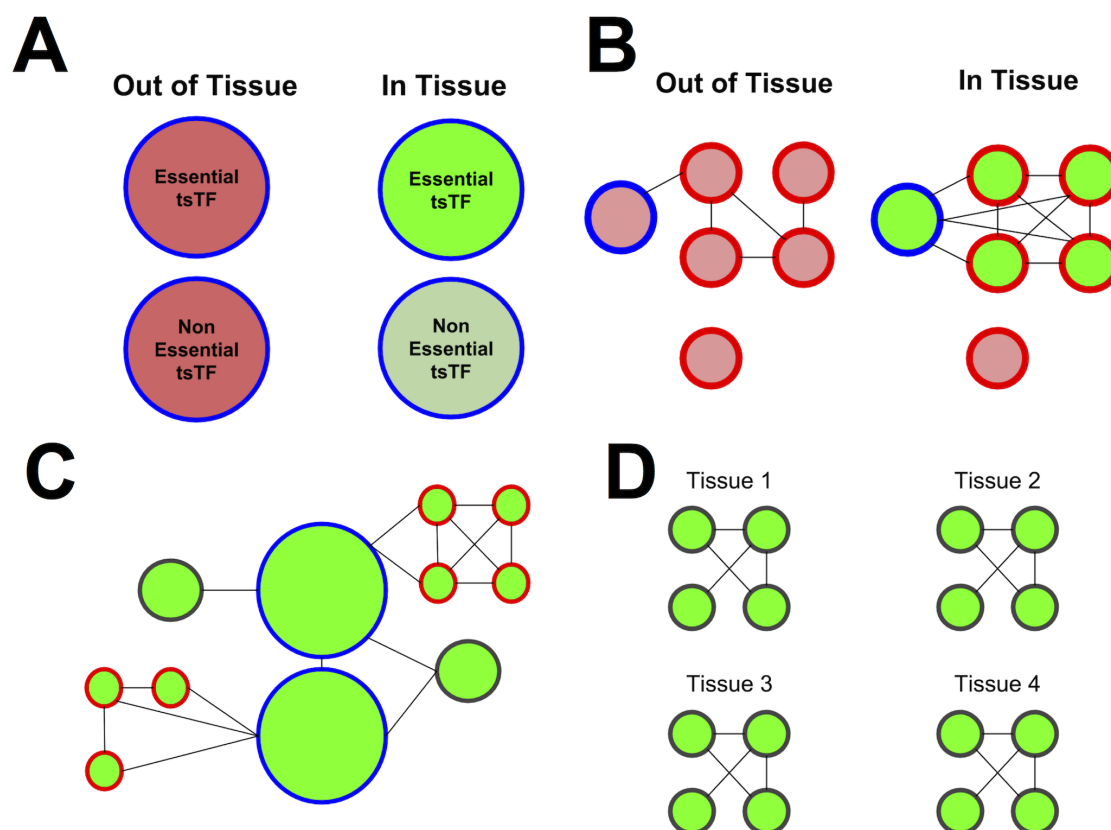 A
Out of Tissue
In Tissue
Essential
tsTF
Essential
tsTF
Non
Essential
tsTF
Non
Essential
tsTF
B
Out of Tissue
In Tissue
C
D
Tissue 1
Tissue 2
Tissue 3
Tissue 4